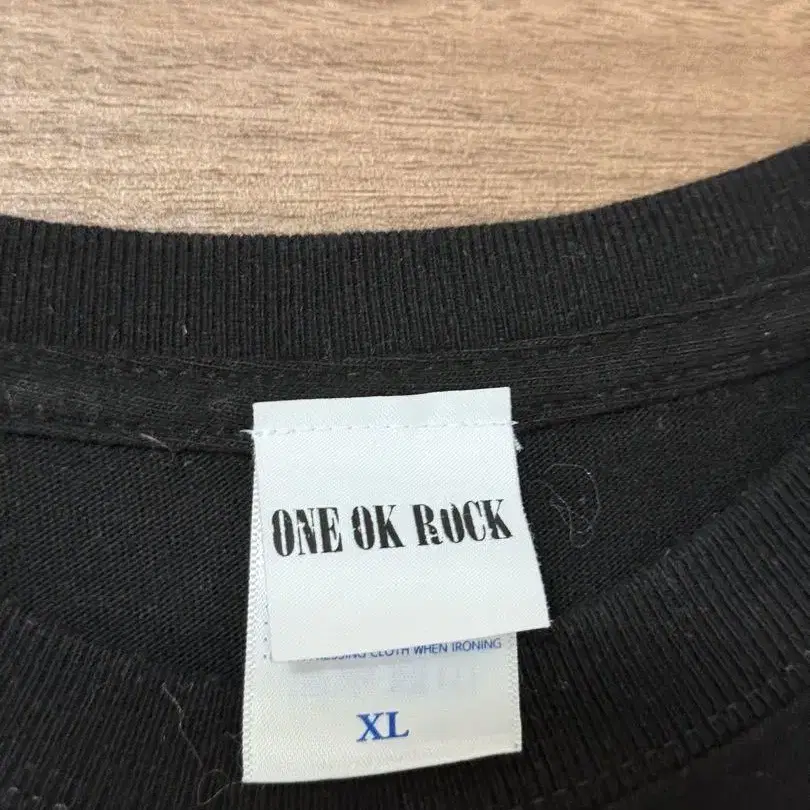 ONE OK ROCK
PRESSING CLOTH WHEN IRONING
XL